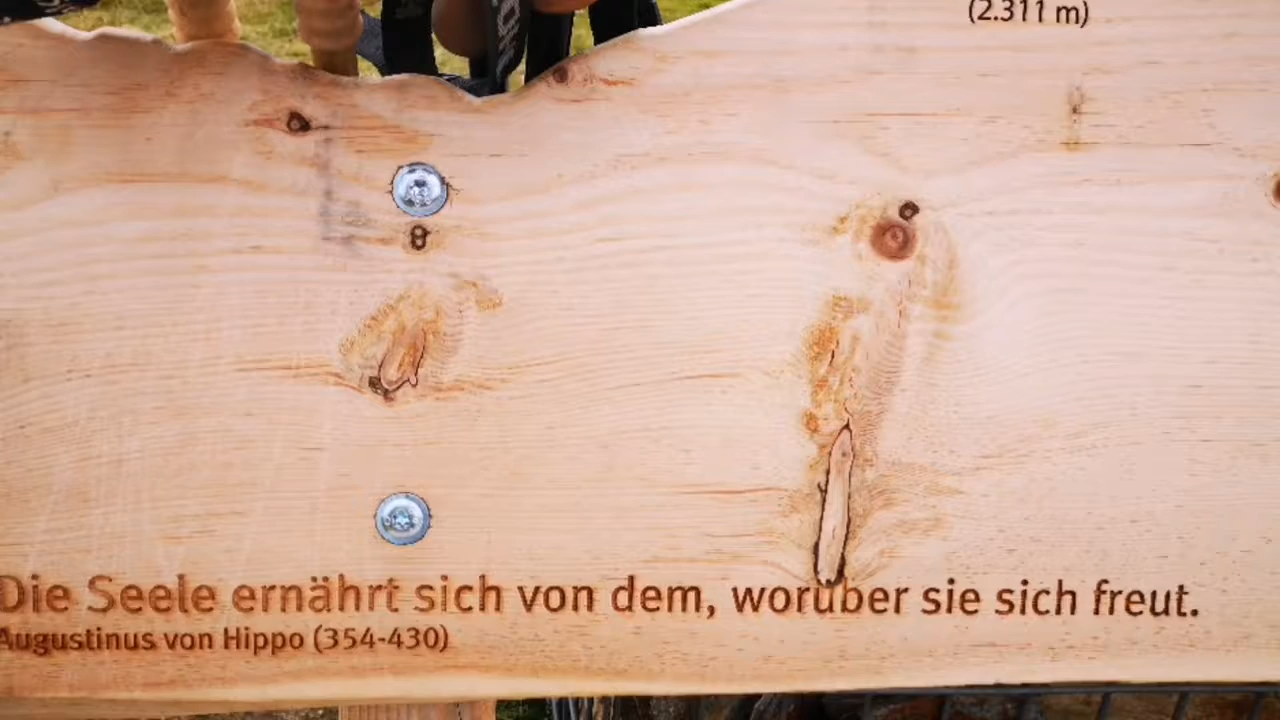 (2.311 m)
Die Seele ernährt sich von dem, worüber sie sich freut.
Augustinus von Hippo (354-430)